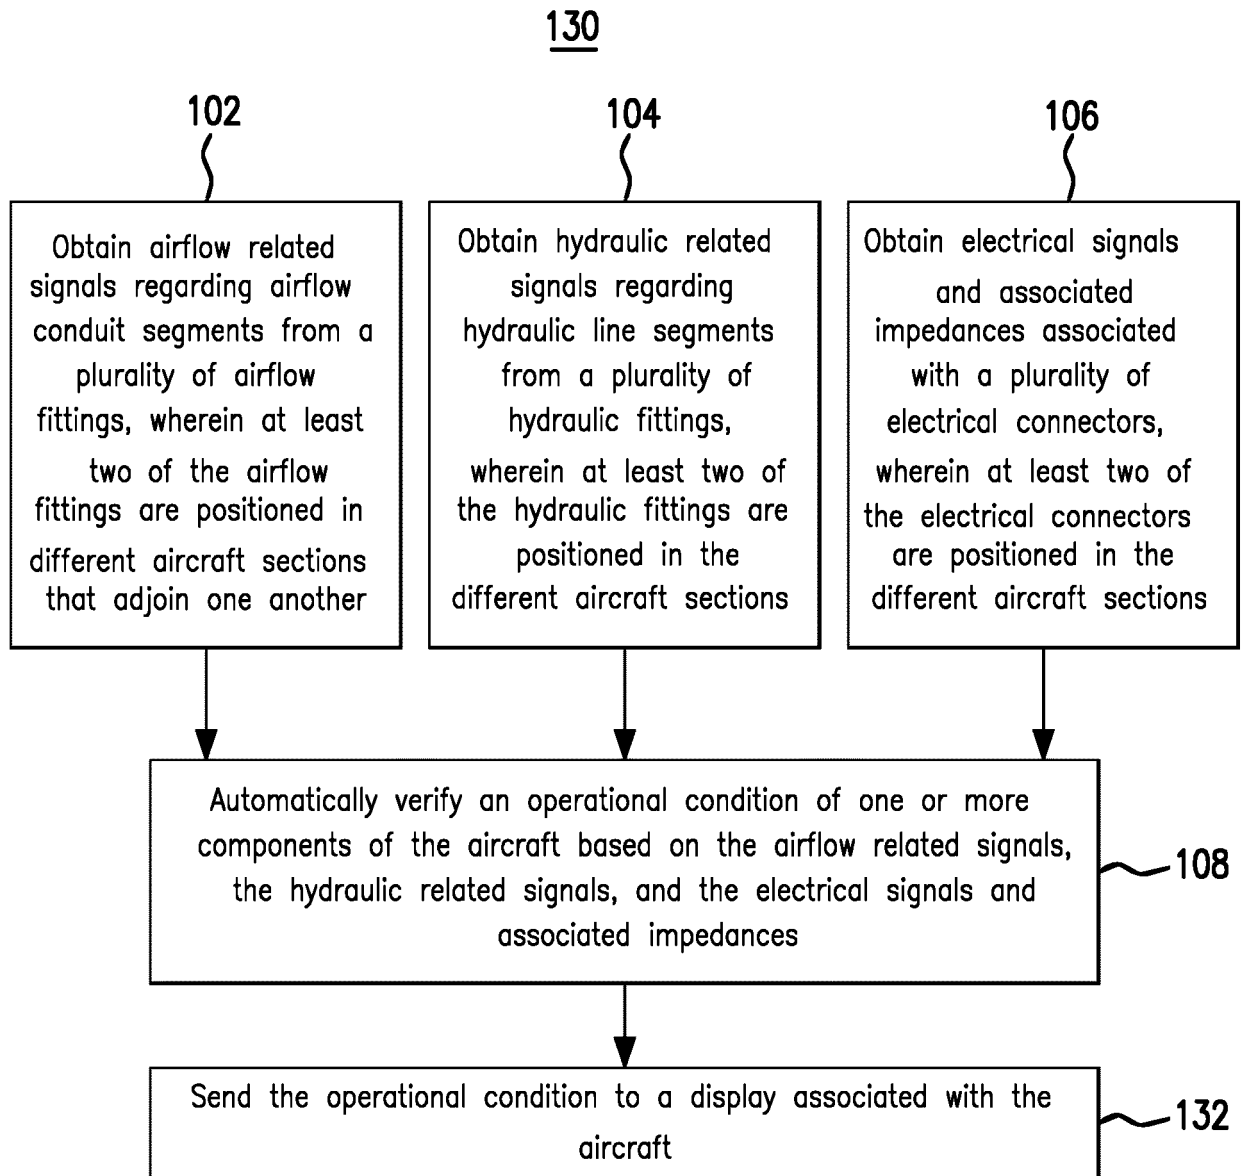 130
102
104
106
Obtain airflow related
signals regarding airflow
conduit segments from a
plurality of airflow
fittings, wherein at least
two of the airflow
fittings are positioned in
different aircraft sections
that adjoin one another
Obtain hydraulic related
signals regarding
hydraulic line segments
from a plurality of
hydraulic fittings,
wherein at least two of
the hydraulic fittings are
positioned in the
different aircraft sections
Obtain electrical signals
and associated
impedances associated
with a plurality of
electrical connectors,
wherein at least two of
the electrical connectors
are positioned in the
different aircraft sections
Automatically verify an operational condition of one or more
components of the aircraft based on the airflow related signals,
the hydraulic related signals, and the electrical signals and
associated impedances
108
Send the operational condition to a display associated with the
aircraft
132